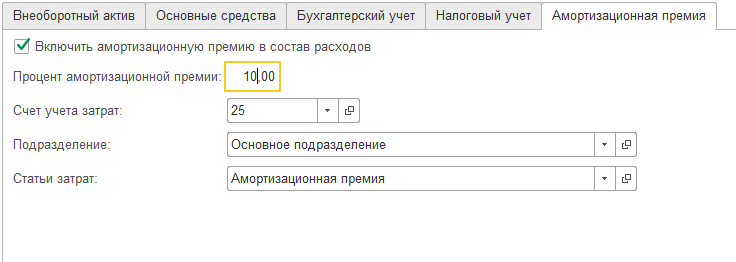 Внеоборотный актив Основные средства Бухгалтерский учет Налоговый учет Амортизационная премия
Включить амортизационную премию в состав расходов
Процент амортизационной премии: 10,00
Счет учета затрат: 25
Подразделение: Основное подразделение
Статьи затрат: Амортизационная премия